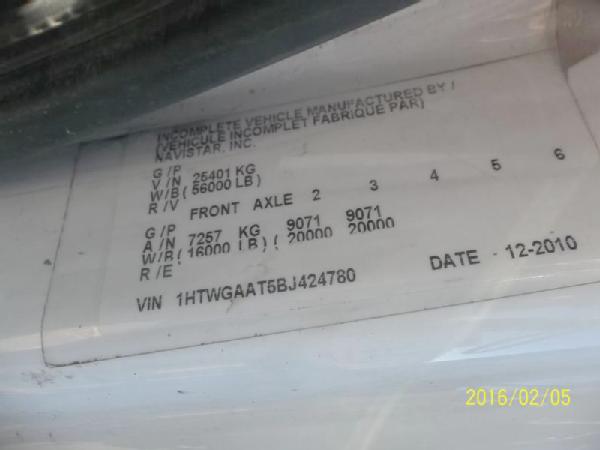 INCOMPLETE VEHICLE MANUFACTURED BY /
(VEHICULE INCOMPLET FABRIQUE PAR)
NAVISTAR, INC.
G /P
V /N 25401 KG
W/B ( 56000 LB)
R /V FRONT AXLE 2 3 4 5 6
G /P
A /N 7257 KG 9071 9071
W/B ( 16000 LB) ( 20000 20000
R /E
VIN 1HTWGAAT5BJ424780 DATE - 12-2010
2016/02/05